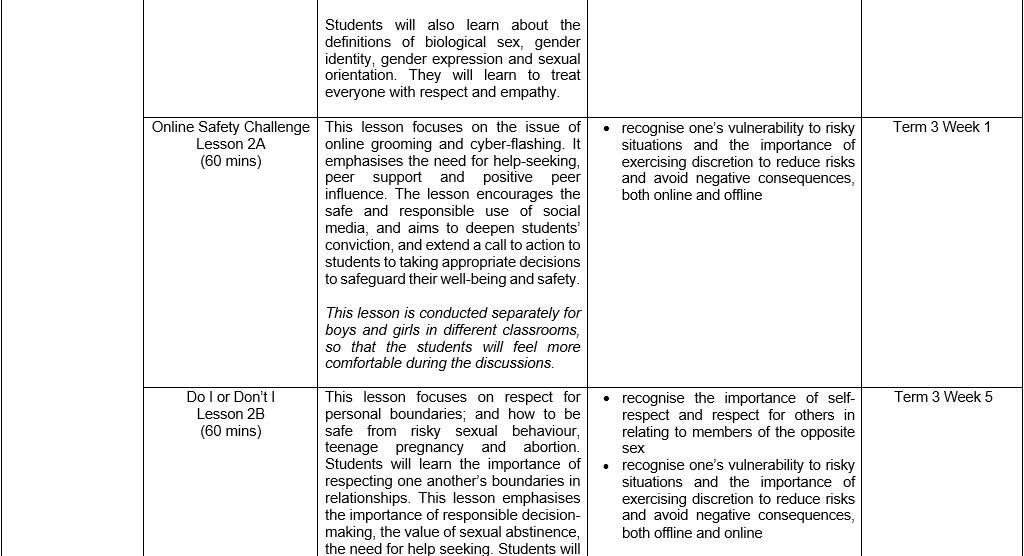 Students will also learn about the
definitions of biological sex, gender
identity, gender expression and sexual
orientation. They will learn to treat
everyone with respect and empathy.
Online Safety Challenge
Lesson 2A
(60 mins)
This lesson focuses on the issue of
online grooming and cyber-flashing. It
emphasises the need for help-seeking,
peer support and positive peer
influence. The lesson encourages the
safe and responsible use of social
media, and aims to deepen students’
conviction, and extend a call to action to
students to taking appropriate decisions
to safeguard their well-being and safety.
This lesson is conducted separately for
boys and girls in different classrooms,
so that the students will feel more
comfortable during the discussions.
• recognise one’s vulnerability to risky
situations and the importance of
exercising discretion to reduce risks
and avoid negative consequences,
both online and offline
Term 3 Week 1
Do I or Don’t I
Lesson 2B
(60 mins)
This lesson focuses on respect for
personal boundaries; and how to be
safe from risky sexual behaviour,
teenage pregnancy and abortion.
Students will learn the importance of
respecting one another’s boundaries in
relationships. This lesson emphasises
the importance of responsible decision-
making, the value of sexual abstinence,
the need for help seeking. Students will
• recognise the importance of self-
respect and respect for others in
relating to members of the opposite
sex
• recognise one’s vulnerability to risky
situations and the importance of
exercising discretion to reduce risks
and avoid negative consequences,
both offline and online
Term 3 Week 5